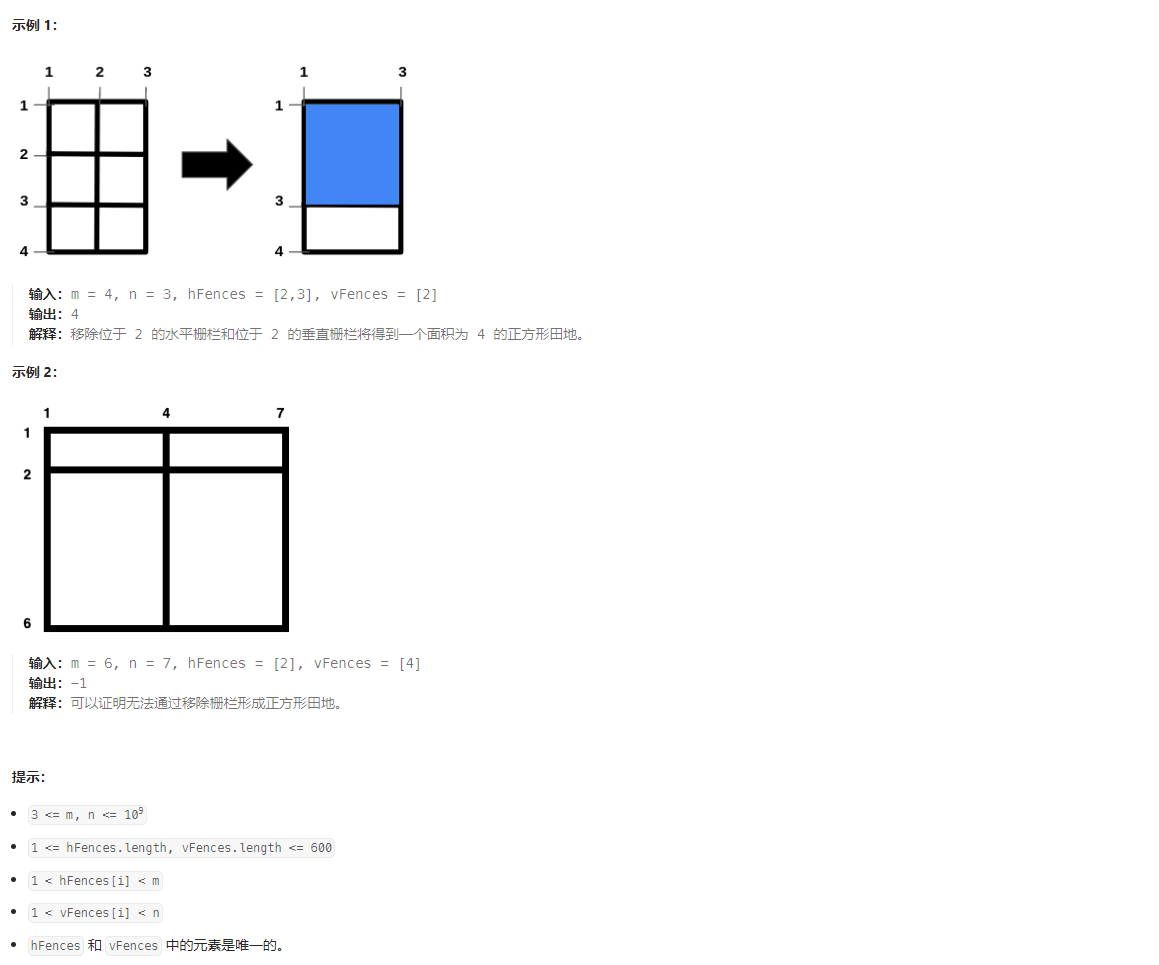 示例 1：
1 2 3 1 3
1 1
2
3 3
4 4
输入：m = 4, n = 3, hFences = [2,3], vFences = [2]
输出：4
解释：移除位于 2 的水平栅栏和位于 2 的垂直栅栏将得到一个面积为 4 的正方形田地。
示例 2：
1 4 7
1
2
6
输入：m = 6, n = 7, hFences = [2], vFences = [4]
输出：-1
解释：可以证明无法通过移除栅栏形成正方形田地。
提示：
• 3 <= m, n <= 10⁹
• 1 <= hFences.length, vFences.length <= 600
• 1 < hFences[i] < m
• 1 < vFences[i] < n
• hFences 和 vFences 中的元素是唯一的。